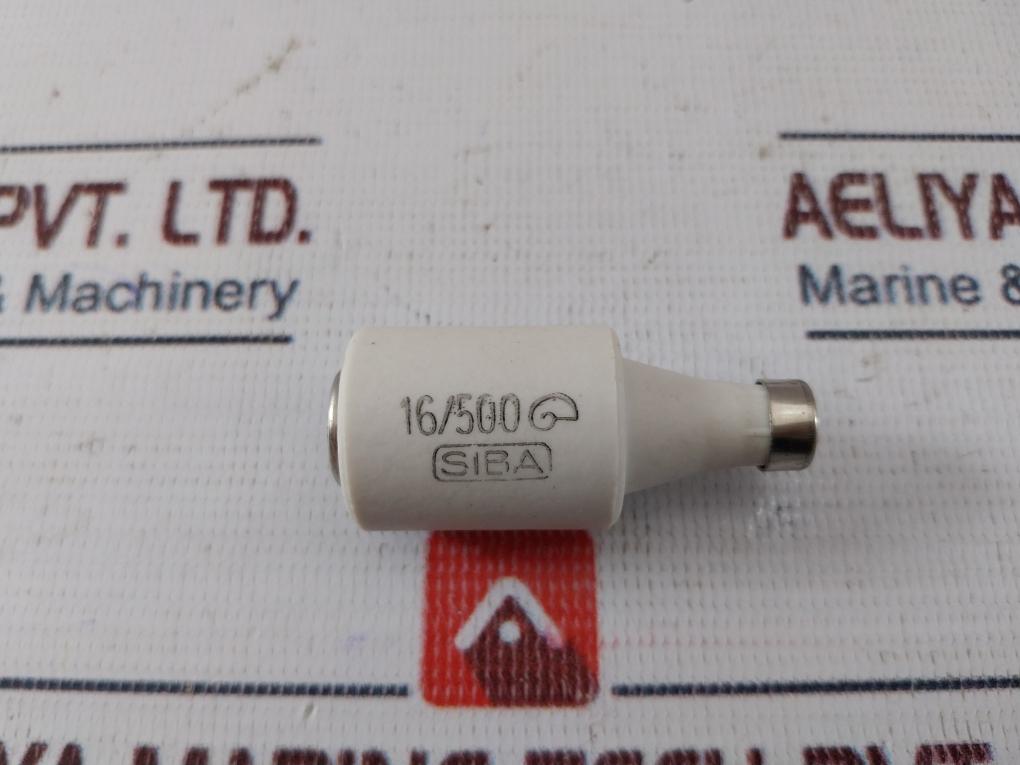 PVT. LTD.
& Machinery
AELIYA
Marine &
16/500
SIBA